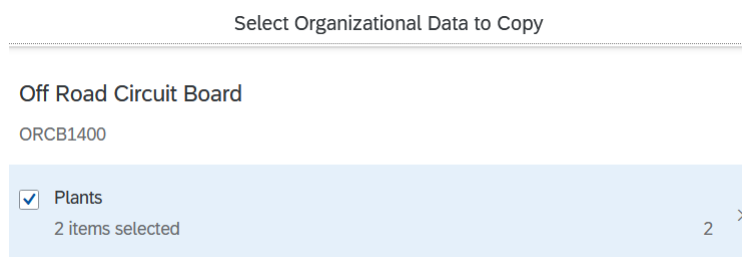 Select Organizational Data to Copy
Off Road Circuit Board
ORCB1400
Plants
2 items selected 2